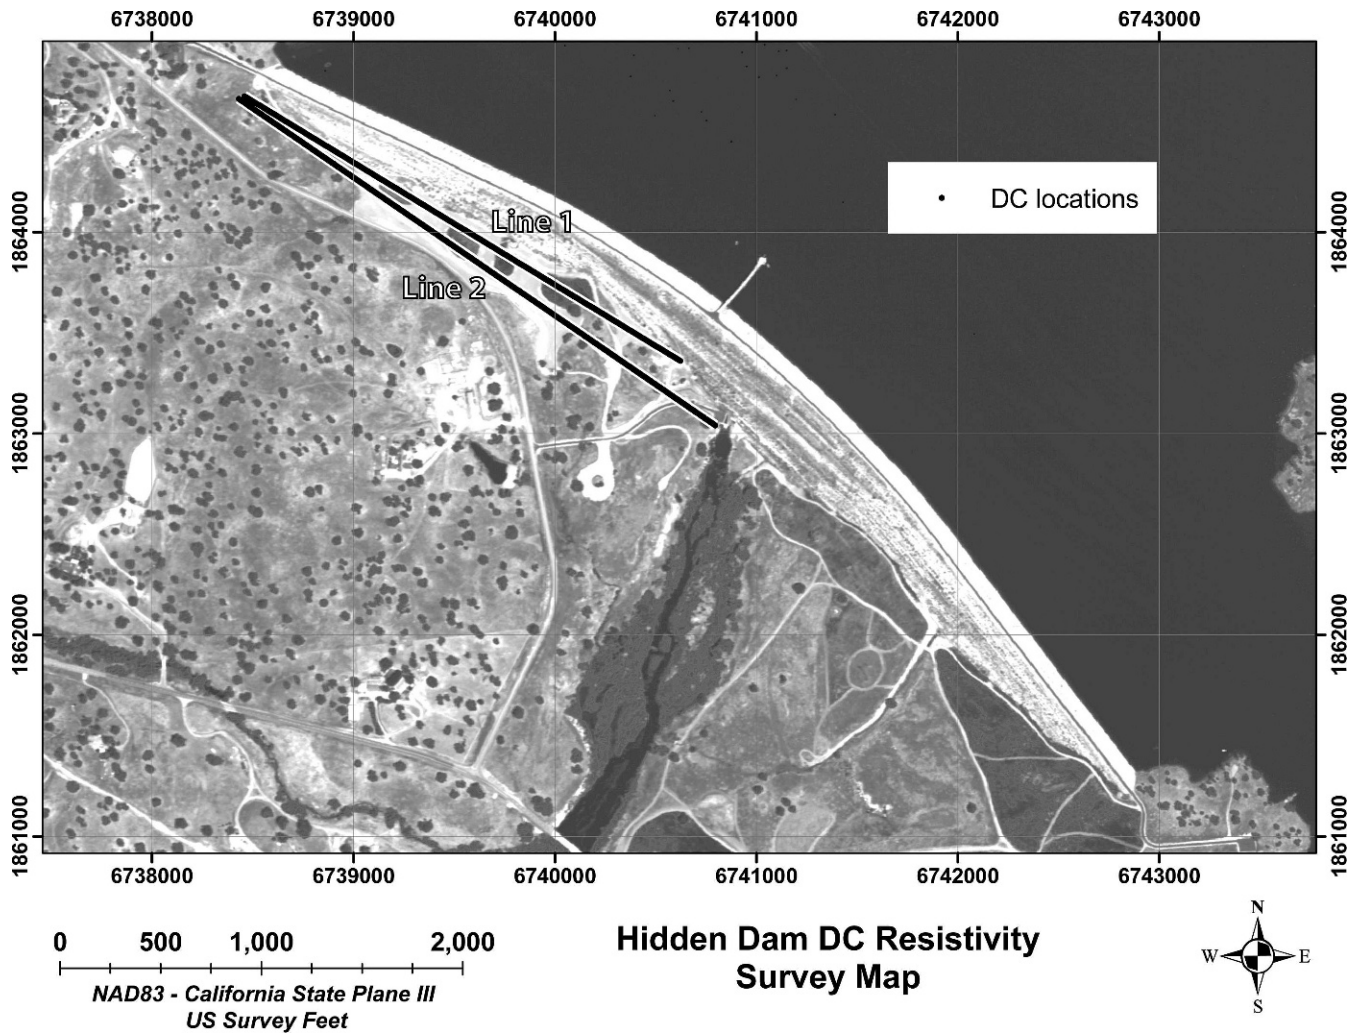 6738000 6739000 6740000 6741000 6742000 6743000
1864000 1864000
DC locations
Line 1
Line 2
1863000 1863000
1862000 1862000
1861000 1861000
6738000 6739000 6740000 6741000 6742000 6743000
0 500 1,000 2,000
NAD83 - California State Plane III
US Survey Feet
Hidden Dam DC Resistivity
Survey Map
N
W E
S